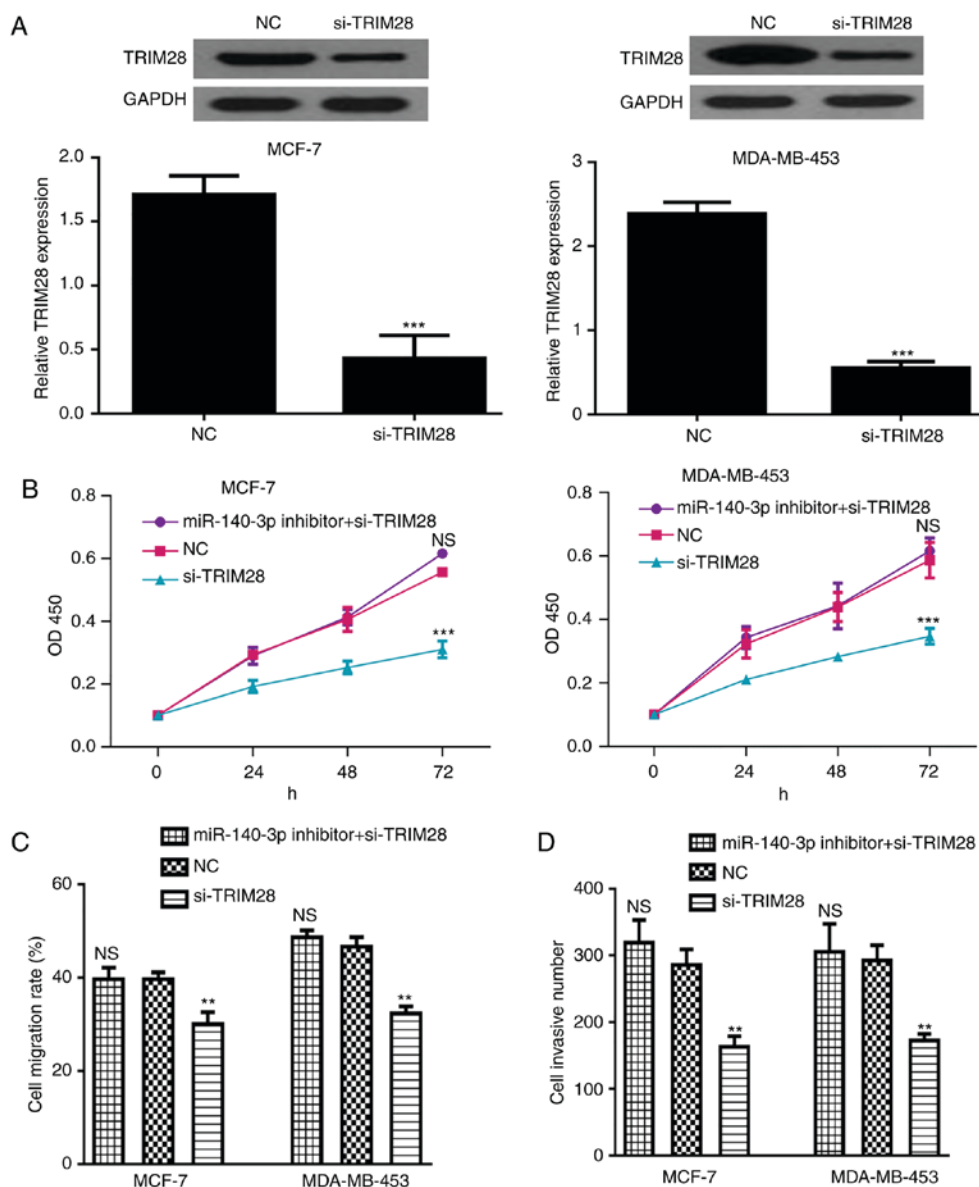 A
NC si-TRIM28
TRIM28
GAPDH
MCF-7
Relative TRIM28 expression
2.0
1.5
1.0
0.5
0.0
***
NC si-TRIM28
NC si-TRIM28
TRIM28
GAPDH
MDA-MB-453
Relative TRIM28 expression
3
2
1
0
***
NC si-TRIM28
B
MCF-7
miR-140-3p inhibitor+si-TRIM28
NC
si-TRIM28
NS
***
OD 450
0.8
0.6
0.4
0.2
0.0
0 24 48 72
h
MDA-MB-453
miR-140-3p inhibitor+si-TRIM28
NC
si-TRIM28
NS
***
OD 450
0.8
0.6
0.4
0.2
0.0
0 24 48 72
h
C
miR-140-3p inhibitor+si-TRIM28
NC
si-TRIM28
Cell migration rate (%)
60
40
20
0
NS
**
NS
**
MCF-7 MDA-MB-453
D
miR-140-3p inhibitor+si-TRIM28
NC
si-TRIM28
Cell invasive number
400
300
200
100
0
NS
**
NS
**
MCF-7 MDA-MB-453